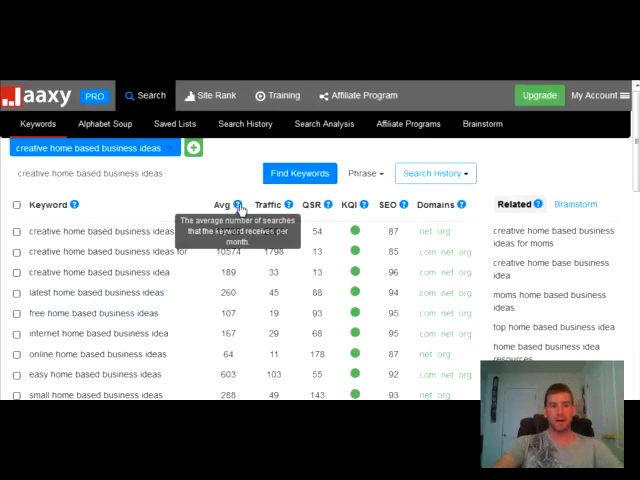 Jaaxy PRO Search Site Rank Training Affiliate Program Upgrade My Account
Keywords Alphabet Soup Saved Lists Search History Search Analysis Affiliate Programs Brainstorm
creative home based business ideas x
creative home based business ideas Find Keywords Phrase Search History
Keyword ? Avg ? Traffic ? QSR ? KQI ? SEO ? Domains ? Related ? Brainstorm
The average number of searches
that the keyword receives per
month.
creative home based business ideas 54 87 net org
creative home based business ideas for 10574 1798 13 85 com net org
creative home based business idea 189 33 13 96 com net org
latest home based business ideas 260 45 88 94 com net org
free home based business ideas 107 19 93 95 com net org
internet home based business ideas 167 29 68 95 com net org
online home based business ideas 64 11 178 87 com net org
easy home based business ideas 603 103 55 92 com net org
small home based business ideas 288 49 143 93 net org
creative home based business
ideas for moms
creative home base business
idea
moms home based business
ideas
top home based business idea
home based business idea
resources